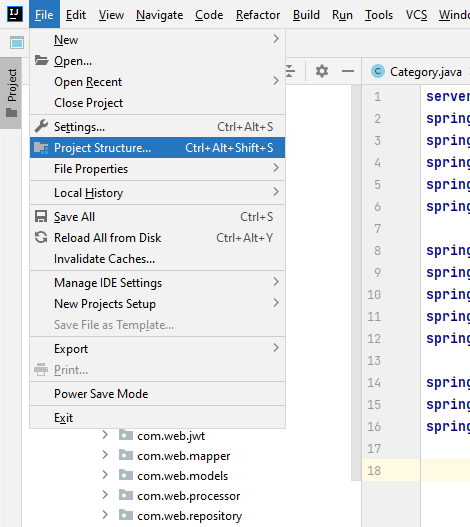 IJ File Edit View Navigate Code Refactor Build Run Tools VCS Window
Project
New
Open...
Open Recent
Close Project
Settings... Ctrl+Alt+S
Project Structure... Ctrl+Alt+Shift+S
File Properties
Local History
Save All Ctrl+S
Reload All from Disk Ctrl+Alt+Y
Invalidate Caches...
Manage IDE Settings
New Projects Setup
Save File as Template...
Export
Print...
Power Save Mode
Exit
com.web.jwt
com.web.mapper
com.web.models
com.web.processor
com.web.repository
C Category.java
1 server
2 spring
3 spring
4 spring
5 spring
6 spring
7
8 spring
9 spring
10 spring
11 spring
12 spring
13
14 spring
15 spring
16 spring
17
18